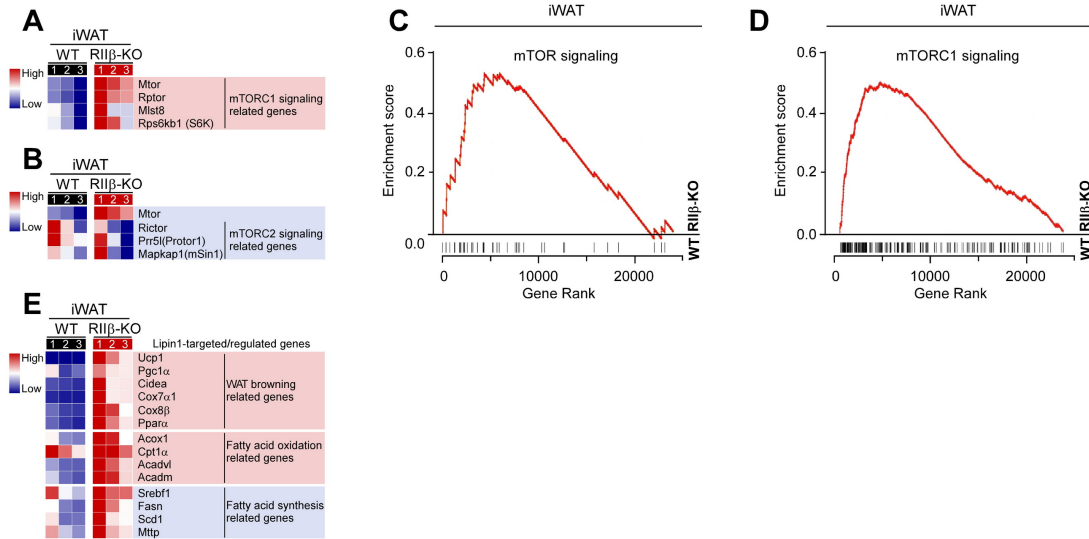 A
iWAT
WT RIIβ-KO
High
Low
1 2 3 1 2 3
Mtor
Rptor
Mlst8
Rps6kb1 (S6K)
mTORC1 signaling
related genes
B
iWAT
WT RIIβ-KO
High
Low
1 2 3 1 2 3
Mtor
Rictor
Prr5l(Protor1)
Mapkap1(mSin1)
mTORC2 signaling
related genes
C
iWAT
mTOR signaling
Enrichment score
0.6
0.4
0.2
0.0
0 10000 20000
Gene Rank
WT RIIβ-KO
D
iWAT
mTORC1 signaling
Enrichment score
0.6
0.4
0.2
0.0
0 10000 20000
Gene Rank
WT RIIβ-KO
E
iWAT
WT RIIβ-KO
High
Low
1 2 3 1 2 3
Lipin1-targeted/regulated genes
Ucp1
Pgc1α
Cidea
Cox7α1
Cox8β
Pparα
WAT browning
related genes
Acox1
Cpt1α
Acadvl
Acadm
Fatty acid oxidation
related genes
Srebf1
Fasn
Scd1
Mttp
Fatty acid synthesis
related genes